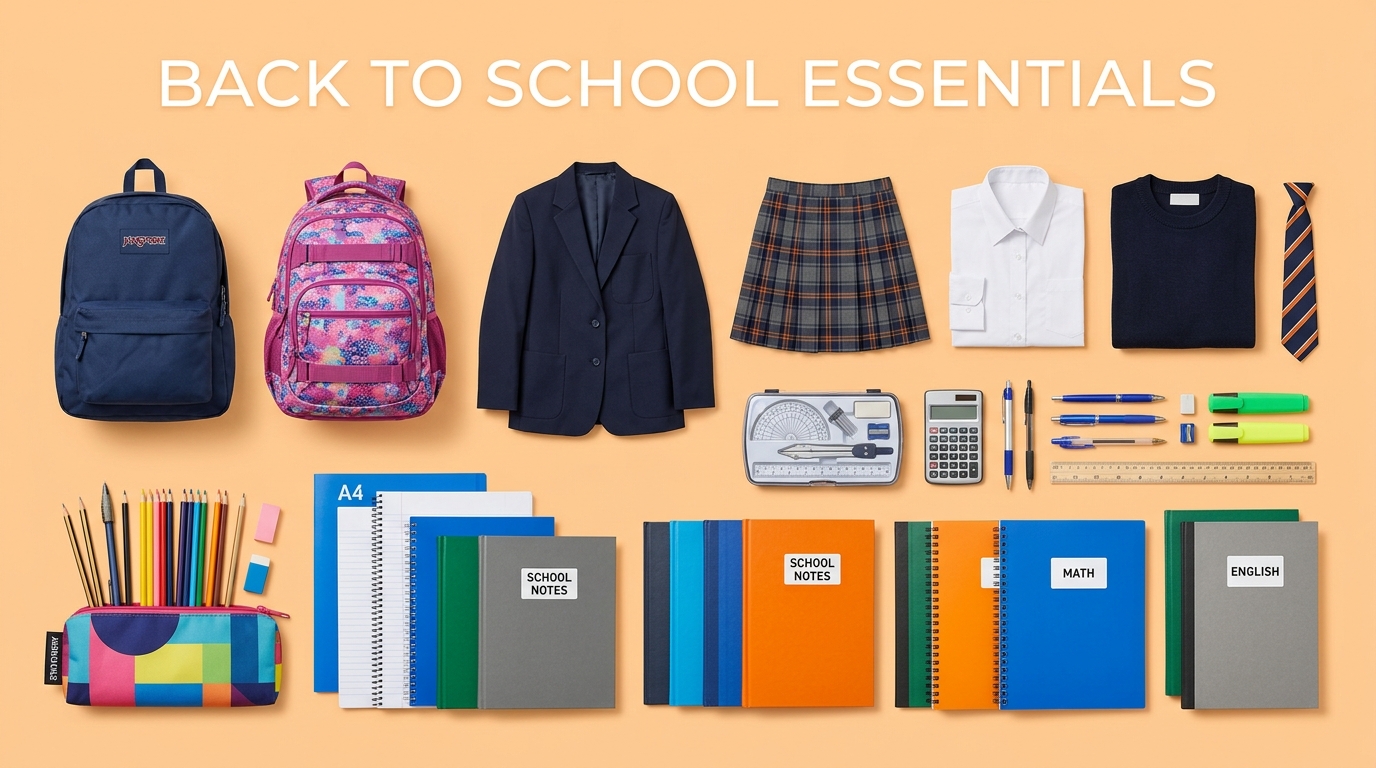 BACK TO SCHOOL ESSENTIALS
A4
SCHOOL
NOTES
SCHOOL
NOTES
MATH
ENGLISH